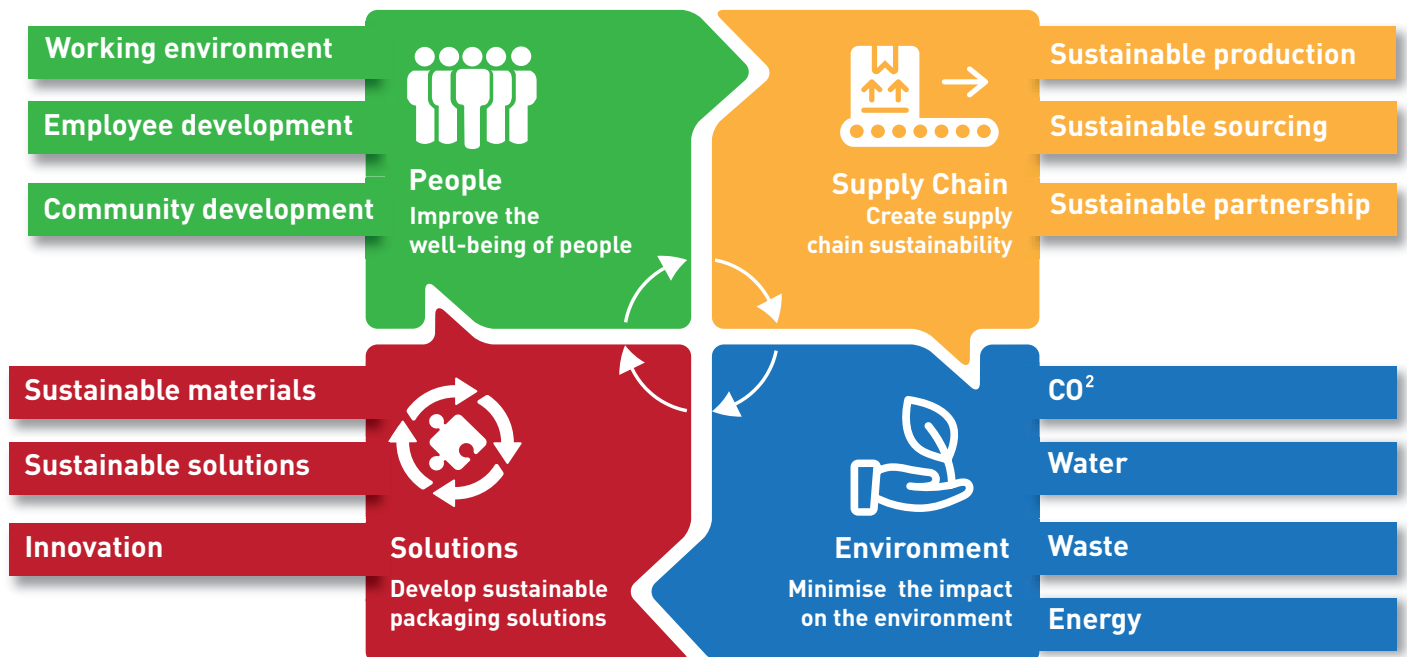 Working environment
Employee development
Community development
People
Improve the
well-being of people
Supply Chain
Create supply
chain sustainability
Sustainable production
Sustainable sourcing
Sustainable partnership
Sustainable materials
Sustainable solutions
Innovation
Solutions
Develop sustainable
packaging solutions
Environment
Minimise the impact
on the environment
CO²
Water
Waste
Energy